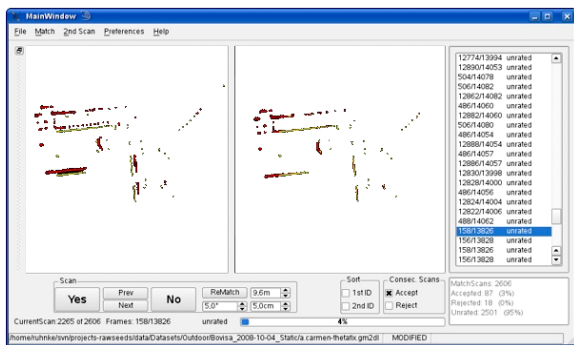 MainWindow
File Match 2nd Scan Preferences Help
12774/13994 unrated
12890/14053 unrated
504/14078 unrated
506/14082 unrated
12862/14082 unrated
486/14060 unrated
12882/14060 unrated
506/14080 unrated
486/14054 unrated
12888/14054 unrated
486/14057 unrated
12886/14057 unrated
12830/13998 unrated
12828/14000 unrated
486/14056 unrated
12824/14004 unrated
12822/14006 unrated
488/14062 unrated
158/13826 unrated
156/13828 unrated
158/13826 unrated
156/13828 unrated
Scan
Yes
Prev
Next
No
ReMatch 9,6m
5,0° 5,0cm
Sort
1st ID
2nd ID
Consec. Scans
Accept
Reject
MatchScans: 2606
Accepted: 87 (3%)
Rejected: 18 (0%)
Unrated: 2501 (95%)
CurrentScan:2265 of 2606 Frames: 158/13826 unrated 4%
/home/ruhnke/svn/projects-rawseeds/data/Datasets/Outdoor/Bovisa_2008-10-04_Static/a.carmen-thetafix.gm2dl MODIFIED